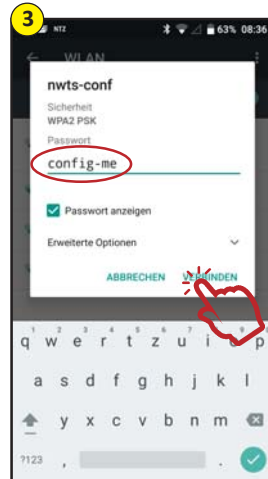 3
NTZ 63% 08:36
WLAN
nwts-conf
Sicherheit
WPA2 PSK
Passwort
config-me
Passwort anzeigen
Erweiterte Optionen
ABBRECHEN VERBINDEN
q w e r t z u i o p
a s d f g h j k l
y x c v b n m
?123 , .